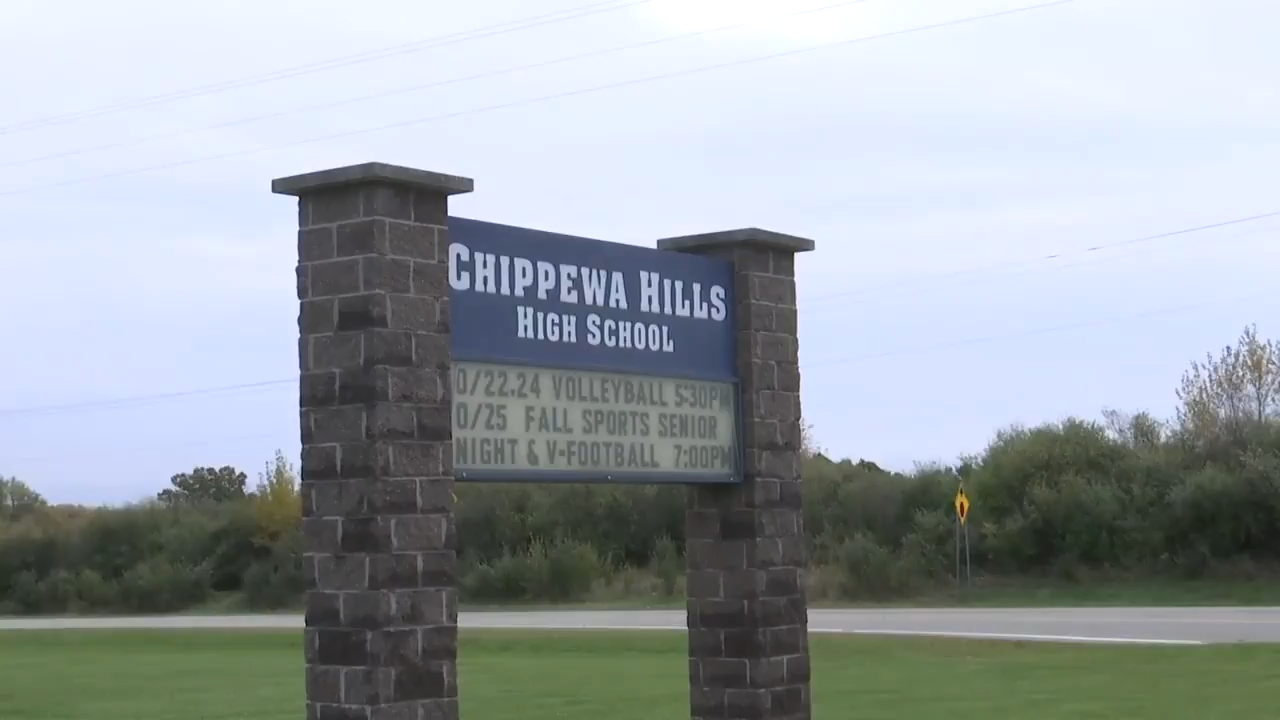 CHIPPEWA HILLS
HIGH SCHOOL
0/22.24 VOLLEYBALL 5:30PM
0/25 FALL SPORTS SENIOR
NIGHT & V-FOOTBALL 7:00PM